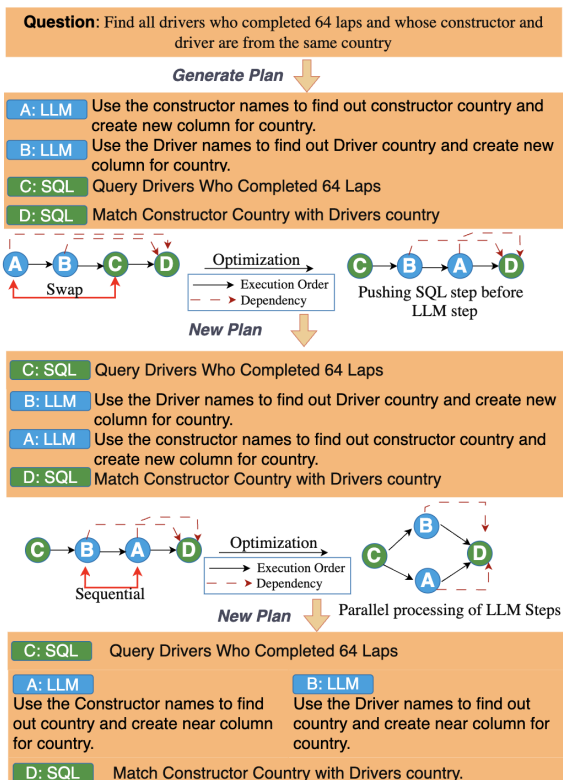 Question: Find all drivers who completed 64 laps and whose constructor and
driver are from the same country
Generate Plan
A: LLM Use the constructor names to find out constructor country and
create new column for country.
B: LLM Use the Driver names to find out Driver country and create new
column for country.
C: SQL Query Drivers Who Completed 64 Laps
D: SQL Match Constructor Country with Drivers country
A B C D
Swap
Optimization
Execution Order
Dependency
C B A D
Pushing SQL step before
LLM step
New Plan
C: SQL Query Drivers Who Completed 64 Laps
B: LLM Use the Driver names to find out Driver country and create new
column for country.
A: LLM Use the constructor names to find out constructor country and
create new column for country.
D: SQL Match Constructor Country with Drivers country
C B A D
Sequential
Optimization
Execution Order
Dependency
C B A D
Parallel processing of LLM Steps
New Plan
C: SQL Query Drivers Who Completed 64 Laps
A: LLM
Use the Constructor names to find
out country and create near column
for country.
B: LLM
Use the Driver names to find out
country and create near column for
country.
D: SQL Match Constructor Country with Drivers country.